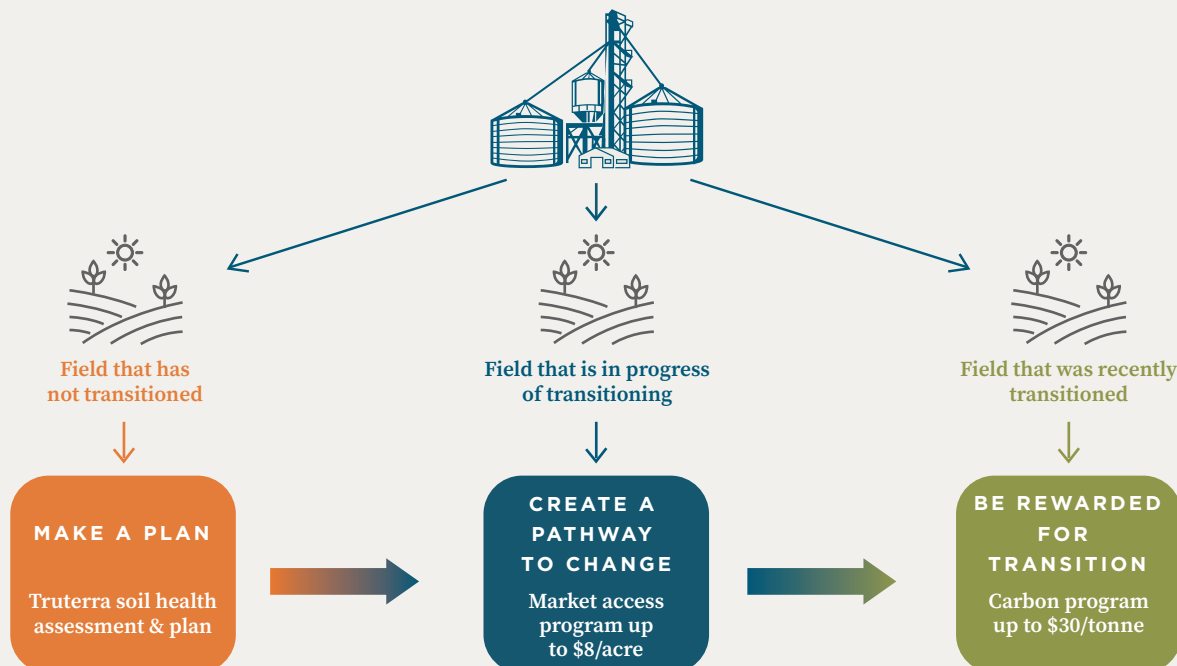 Field that has
not transitioned
Field that is in progress
of transitioning
Field that was recently
transitioned
MAKE A PLAN
Truterra soil health
assessment & plan
CREATE A
PATHWAY
TO CHANGE
Market access
program up
to $8/acre
BE REWARDED
FOR
TRANSITION
Carbon program
up to $30/tonne